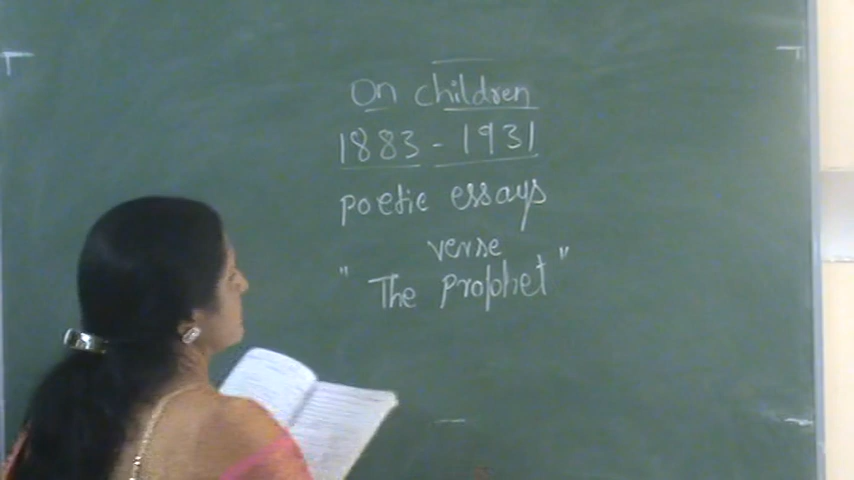 On children
1883 - 1931
poetic essays
verse
"The prophet"